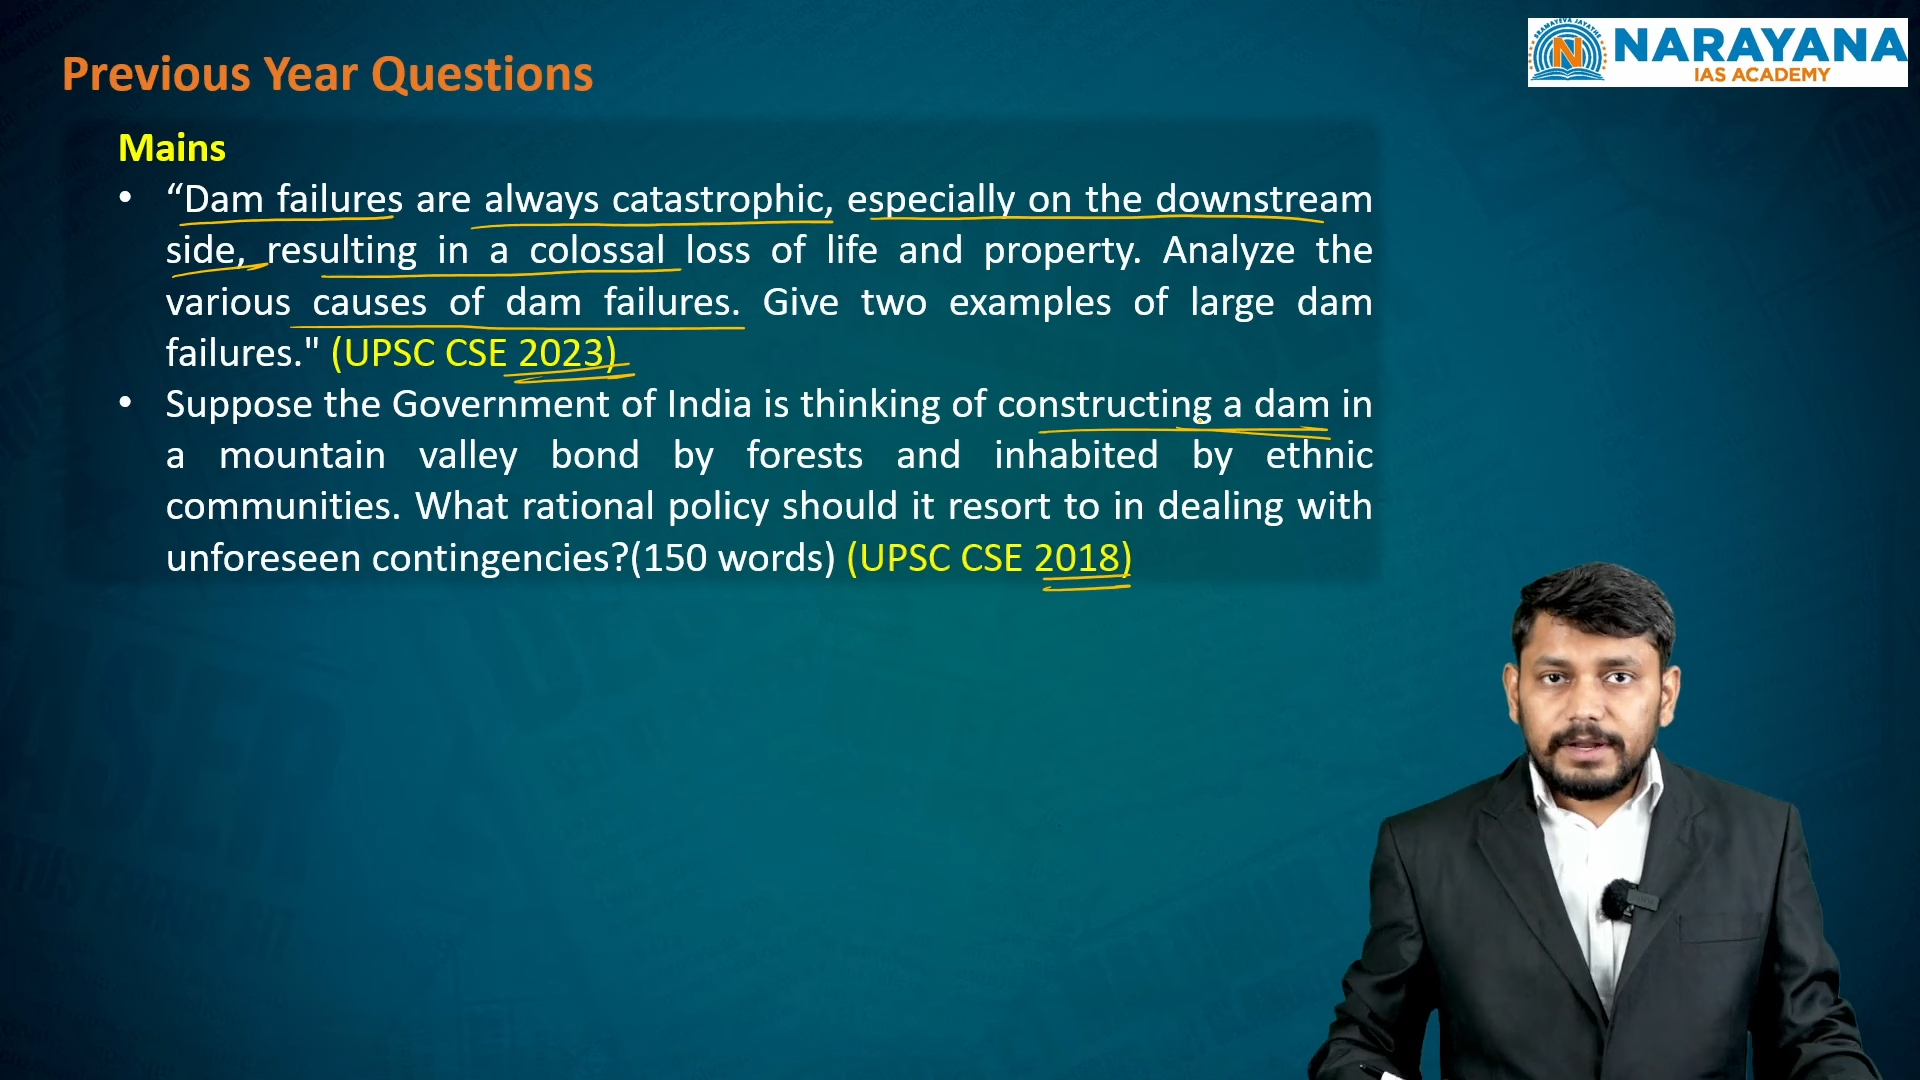 Previous Year Questions
NARAYANA
IAS ACADEMY
Mains
• “Dam failures are always catastrophic, especially on the downstream
side, resulting in a colossal loss of life and property. Analyze the
various causes of dam failures. Give two examples of large dam
failures." (UPSC CSE 2023)
• Suppose the Government of India is thinking of constructing a dam in
a mountain valley bond by forests and inhabited by ethnic
communities. What rational policy should it resort to in dealing with
unforeseen contingencies?(150 words) (UPSC CSE 2018)